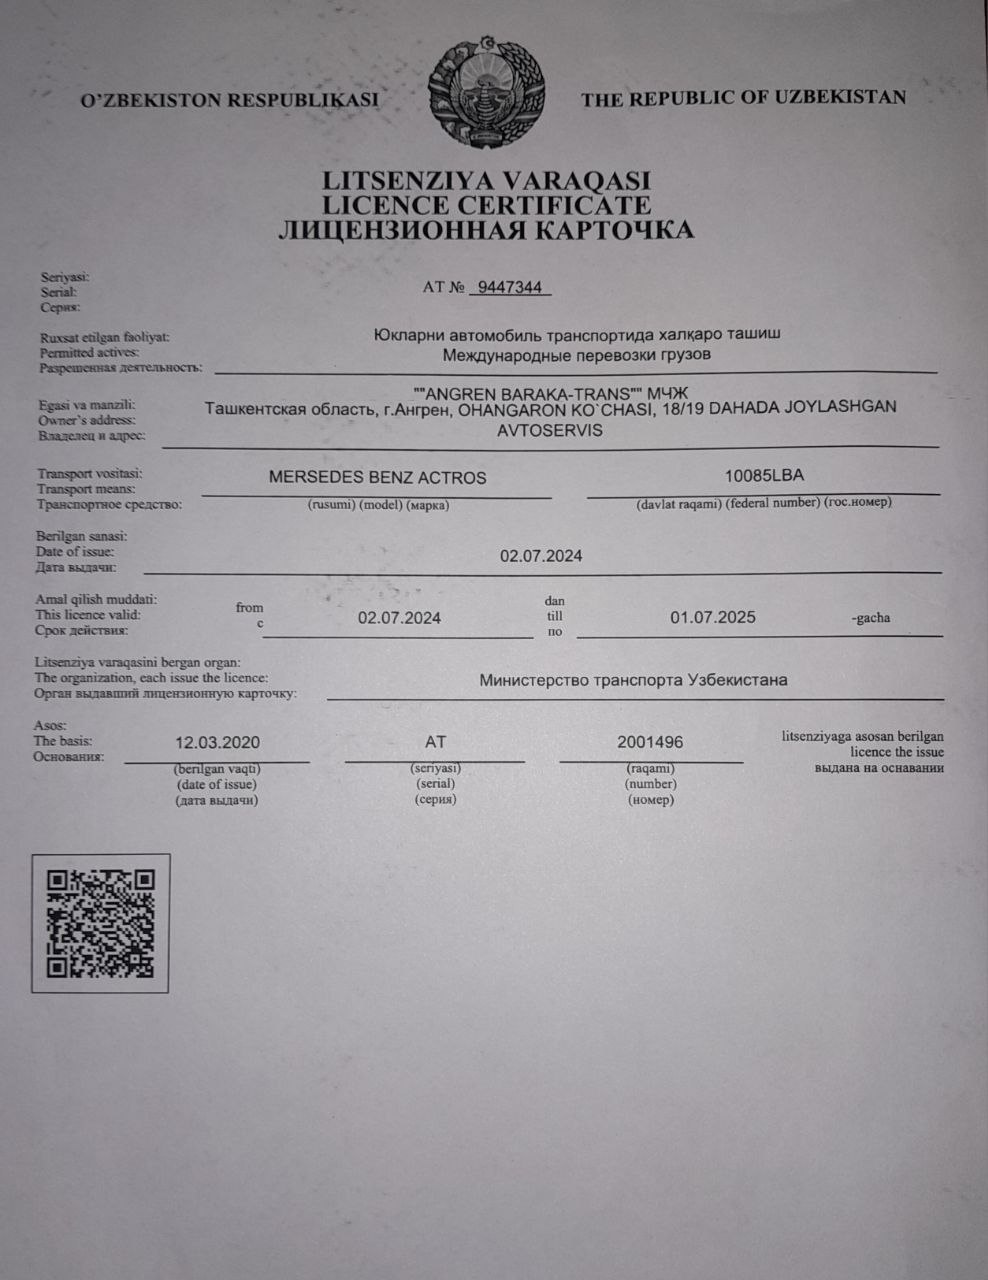 O'ZBEKISTON RESPUBLIKASI
THE REPUBLIC OF UZBEKISTAN
LITSENZIYA VARAQASI
LICENCE CERTIFICATE
ЛИЦЕНЗИОННАЯ КАРТОЧКА
Seriyasi:
Serial:
Серия:
AT № 9447344
Ruxsat etilgan faoliyat:
Permitted actives:
Разрешенная деятельность:
Юкларни автомобиль транспортида халқаро ташиш
Международные перевозки грузов
Egasi va manzili:
Owner's address:
Владелец и адрес:
""ANGREN BARAKA-TRANS"" МЧЖ
Ташкентская область, г.Ангрен, OHANGARON KO`CHASI, 18/19 DAHADA JOYLASHGAN
AVTOSERVIS
Transport vositasi:
Transport means:
Транспортное средство:
MERSEDES BENZ ACTROS
(rusumi) (model) (марка)
10085LBA
(davlat raqami) (federal number) (гос.номер)
Berilgan sanasi:
Date of issue:
Дата выдачи:
02.07.2024
Amal qilish muddati:
This licence valid:
Срок действия:
from
с
02.07.2024
dan
till
по
01.07.2025
-gacha
Litsenziya varaqasini bergan organ:
The organization, each issue the licence:
Орган выдавший лицензионную карточку:
Министерство транспорта Узбекистана
Asos:
The basis:
Основания:
12.03.2020
(berilgan vaqti)
(date of issue)
(дата выдачи)
AT
(seriyasi)
(serial)
(серия)
2001496
(raqami)
(number)
(номер)
litsenziyaga asosan berilgan
licence the issue
выдана на оснавании